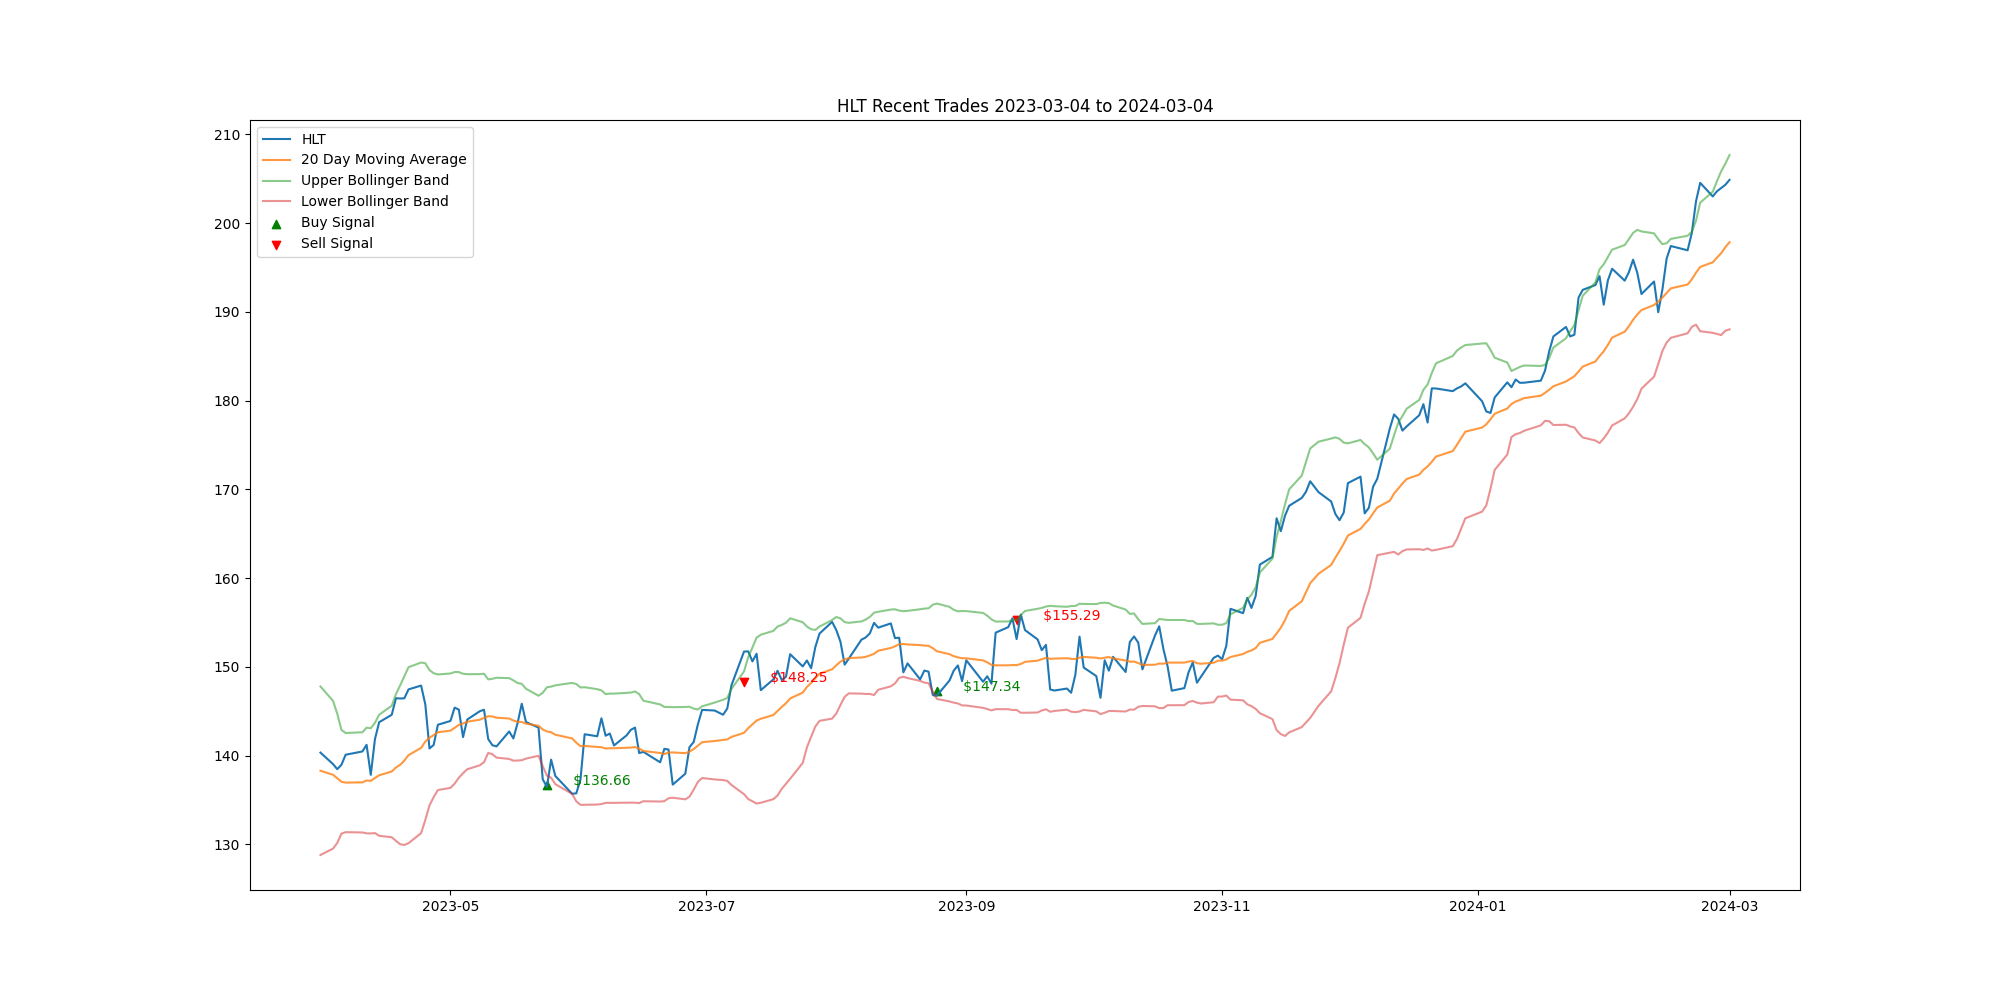 HLT Recent Trades 2023-03-04 to 2024-03-04
HLT
20 Day Moving Average
Upper Bollinger Band
Lower Bollinger Band
Buy Signal
Sell Signal
210
200
190
180
170
160
150
140
130
$155.29
$148.25
$147.34
$136.66
2023-05
2023-07
2023-09
2023-11
2024-01
2024-03